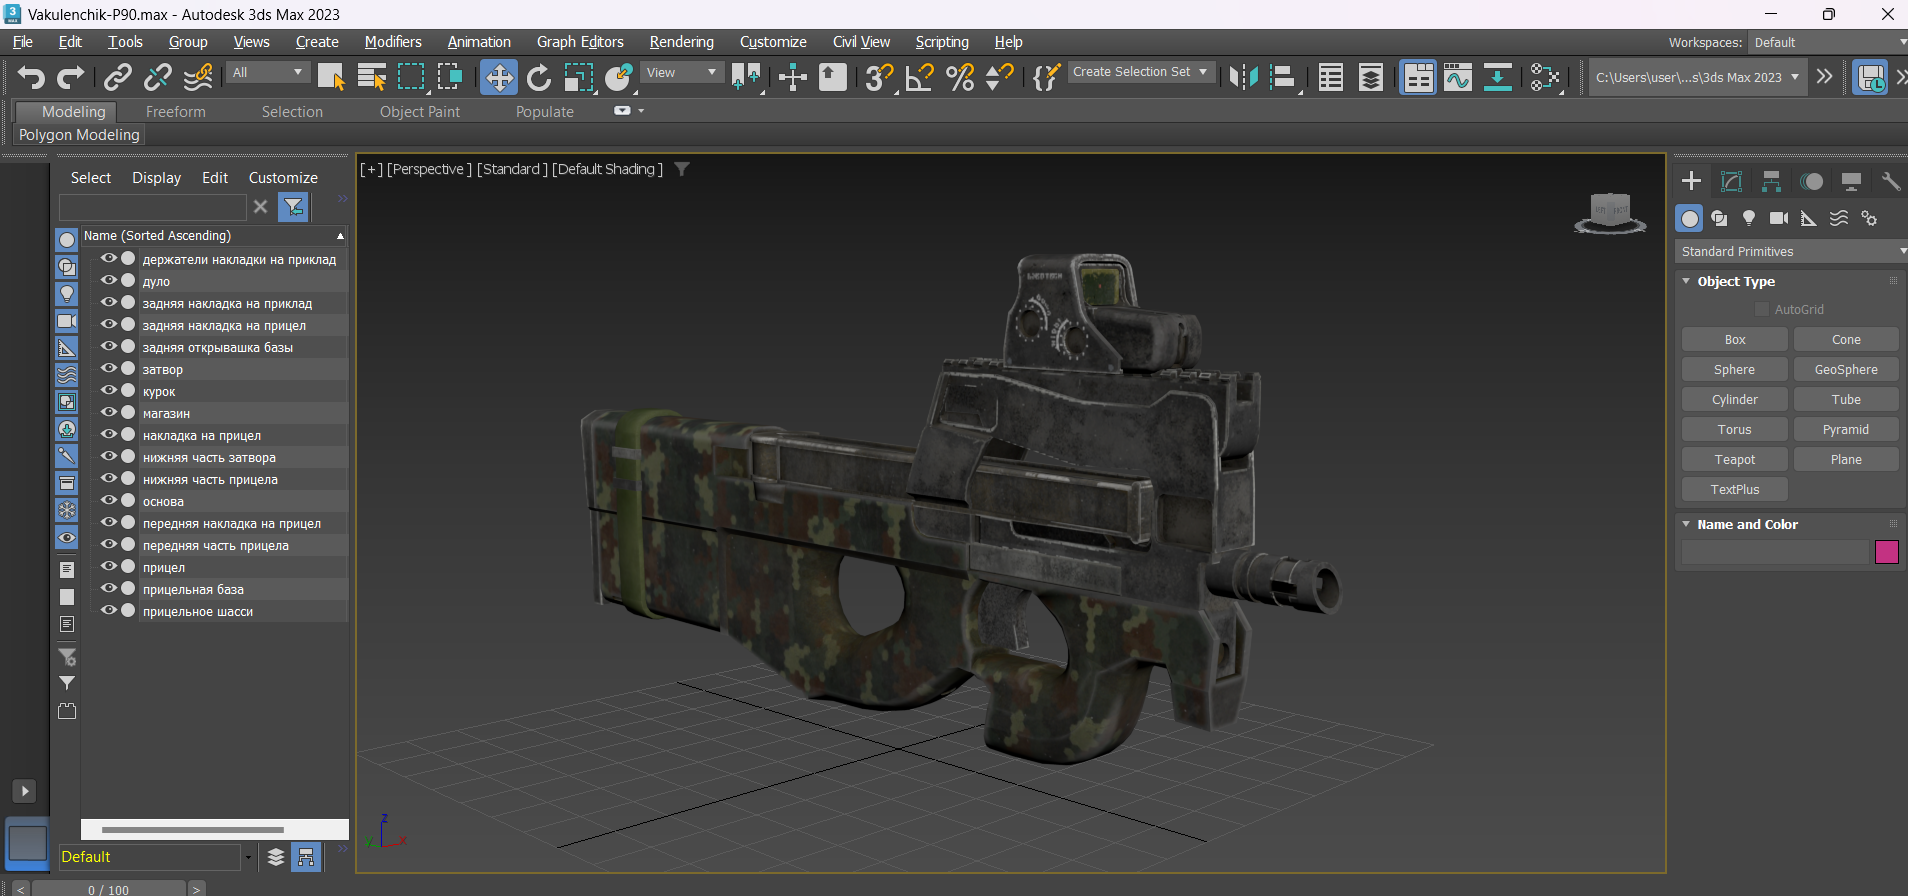 Vakulenchik-P90.max - Autodesk 3ds Max 2023
File Edit Tools Group Views Create Modifiers Animation Graph Editors Rendering Customize Civil View Scripting Help
Workspaces: Default
All
View
Create Selection Set
C:\Users\user\...s\3ds Max 2023
Modeling Freeform Selection Object Paint Populate
Polygon Modeling
Select Display Edit Customize
Name (Sorted Ascending)
держатели накладки на приклад
дуло
задняя накладка на приклад
задняя накладка на прицел
задняя открывашка базы
затвор
курок
магазин
накладка на прицел
нижняя часть затвора
нижняя часть прицела
основа
передняя накладка на прицел
передняя часть прицела
прицел
прицельная база
прицельное шасси
Default
0 / 100
[+] [Perspective ] [Standard ] [Default Shading ]
z
x
y
Standard Primitives
Object Type
AutoGrid
Box Cone
Sphere GeoSphere
Cylinder Tube
Torus Pyramid
Teapot Plane
TextPlus
Name and Color